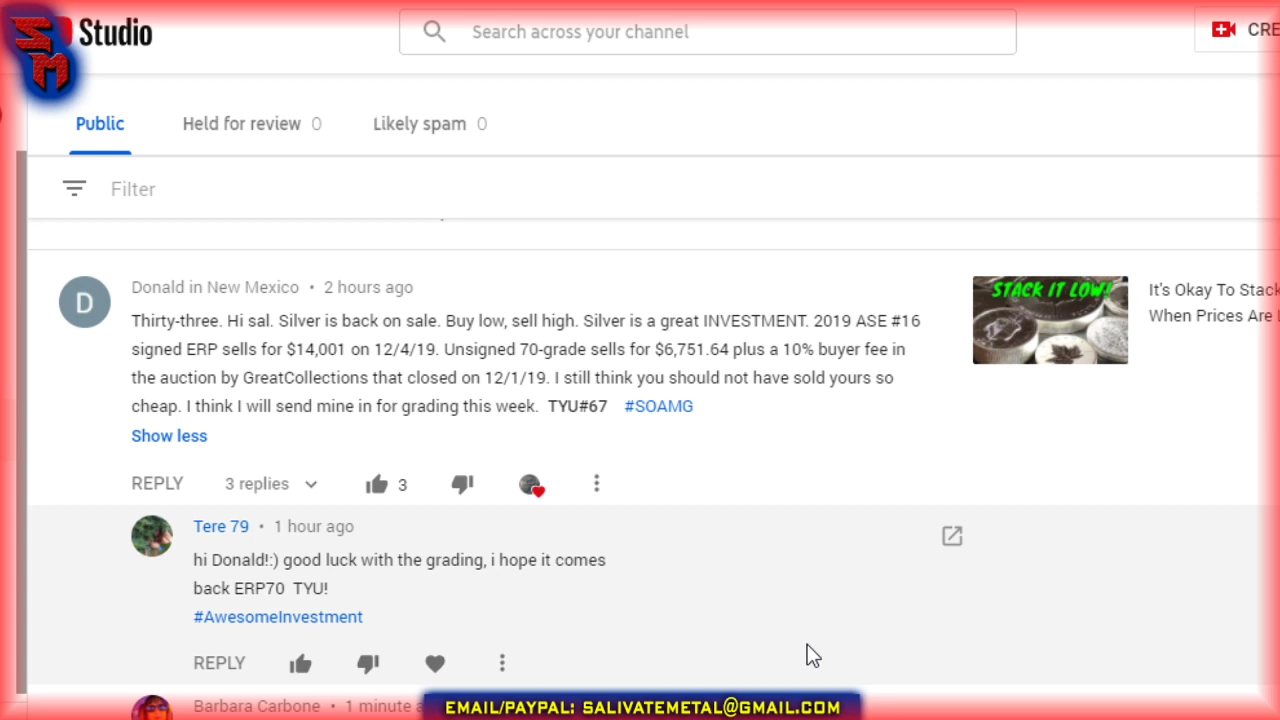 SM
Studio
Search across your channel
CRE
Public
Held for review 0
Likely spam 0
Filter
Donald in New Mexico • 2 hours ago
Thirty-three. Hi sal. Silver is back on sale. Buy low, sell high. Silver is a great INVESTMENT. 2019 ASE #16
signed ERP sells for $14,001 on 12/4/19. Unsigned 70-grade sells for $6,751.64 plus a 10% buyer fee in
the auction by GreatCollections that closed on 12/1/19. I still think you should not have sold yours so
cheap. I think I will send mine in for grading this week. TYU#67 #SOAMG
Show less
STACK IT LOW!
It's Okay To Stack
When Prices Are
REPLY 3 replies 3
Tere 79 • 1 hour ago
hi Donald!:) good luck with the grading, i hope it comes
back ERP70 TYU!
#AwesomeInvestment
REPLY
Barbara Carbone • 1 minute
EMAIL/PAYPAL: SALIVATEMETAL@GMAIL.COM